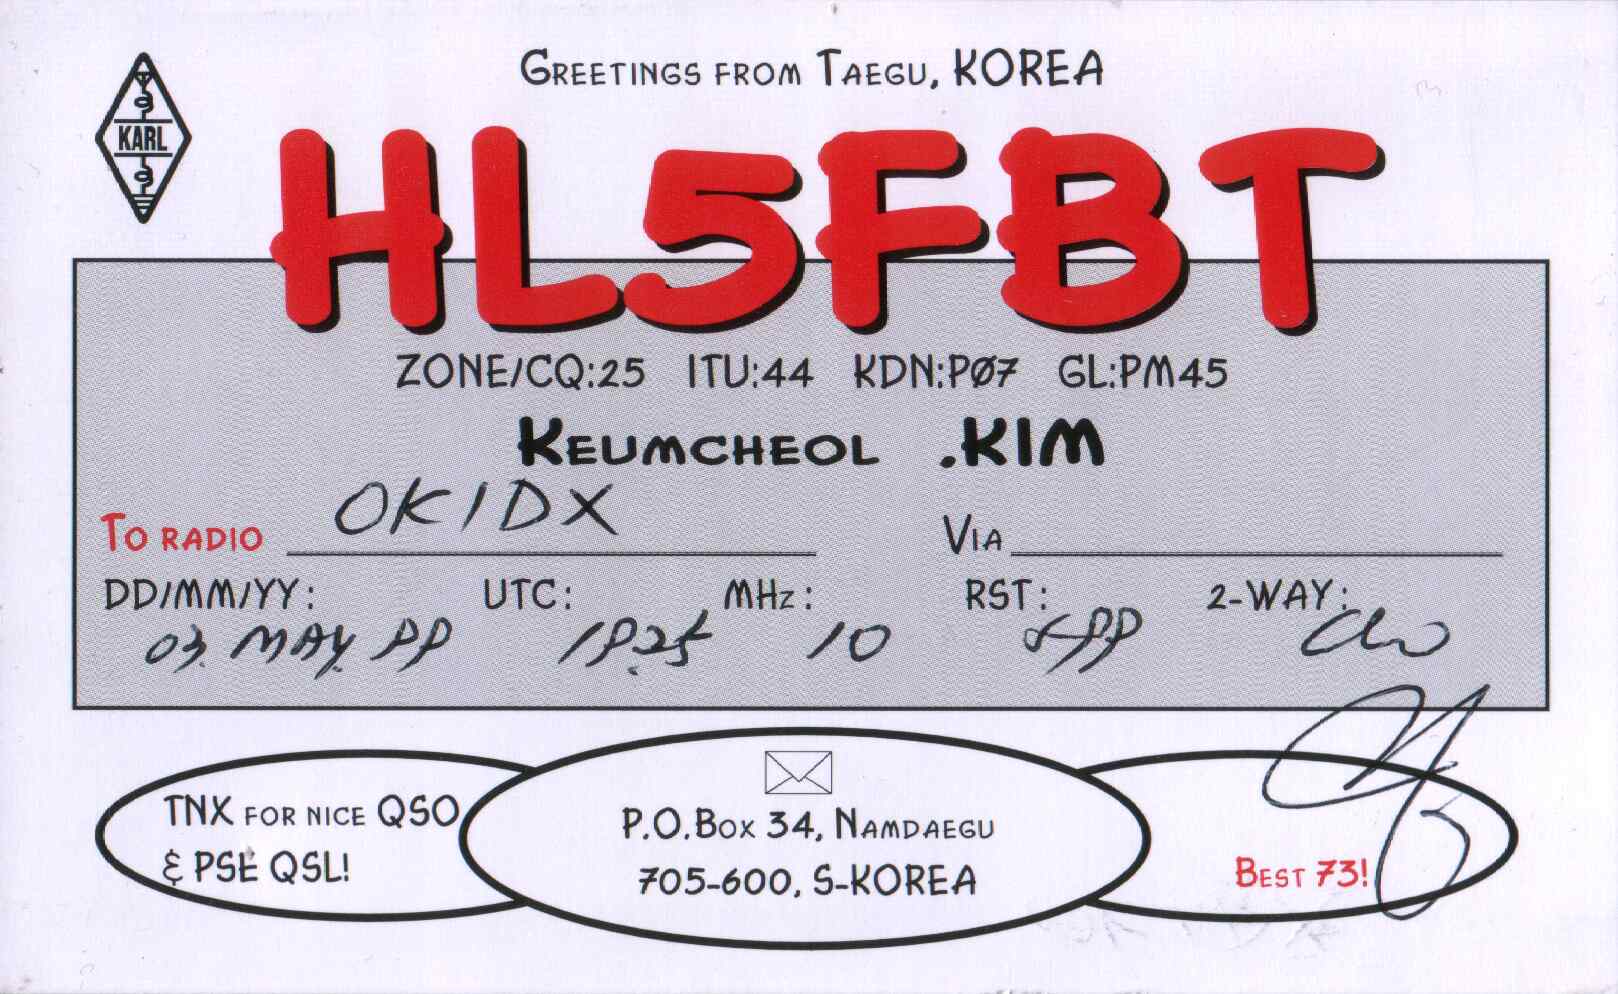 GREETINGS FROM TAEGU, KOREA
KARL
HL5FBT
ZONE/CQ:25 ITU:44 KDN:PØ7 GL:PM45
KEUMCHEOL .KIM
TO RADIO OK1DX VIA
DD/MM/YY: UTC: MHz: RST: 2-WAY:
03. MAY. 99 1925 10 599 CW
TNX FOR NICE QSO
& PSE QSL!
P.O.BOX 34, NAMDAEGU
705-600, S-KOREA
BEST 73!